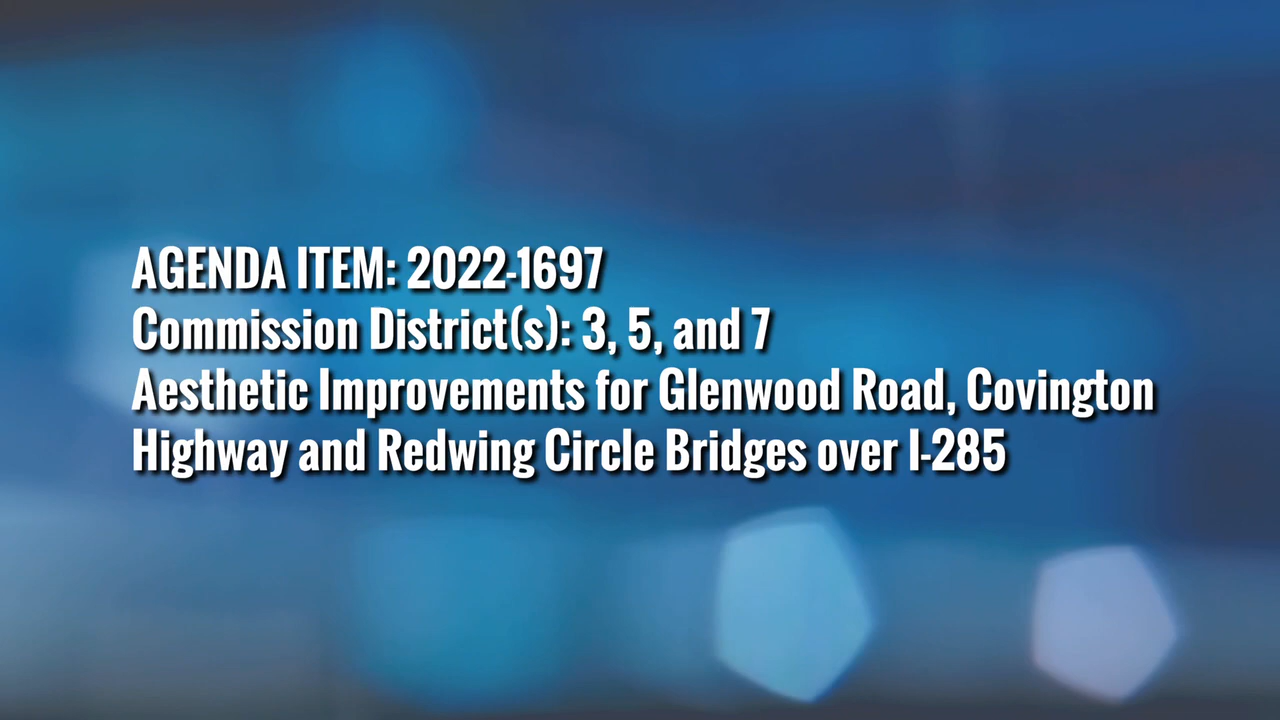 AGENDA ITEM: 2022-1697
Commission District(s): 3, 5, and 7
Aesthetic Improvements for Glenwood Road, Covington
Highway and Redwing Circle Bridges over I-285